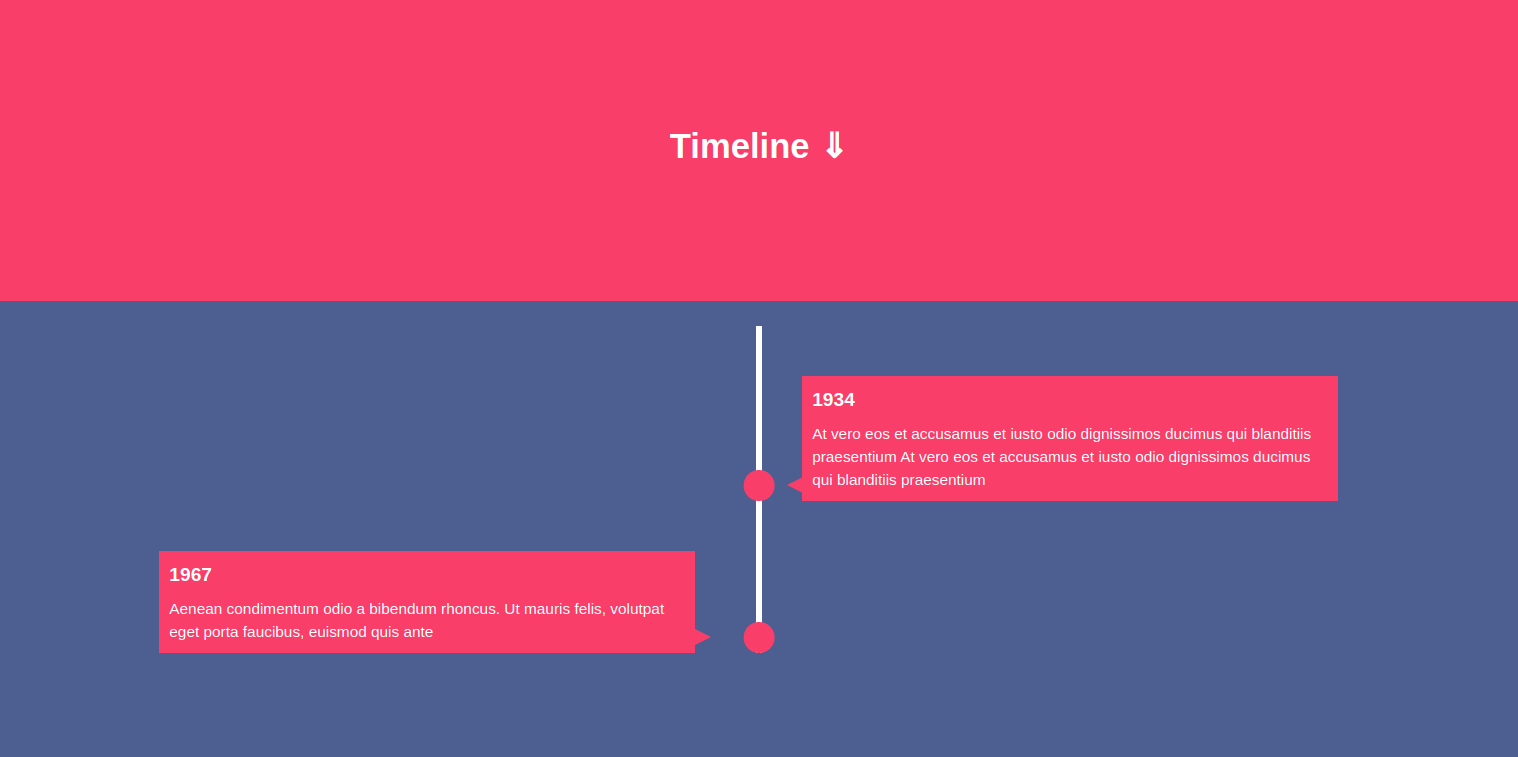 Timeline ⇓
1934
At vero eos et accusamus et iusto odio dignissimos ducimus qui blanditiis
praesentium At vero eos et accusamus et iusto odio dignissimos ducimus
qui blanditiis praesentium
1967
Aenean condimentum odio a bibendum rhoncus. Ut mauris felis, volutpat
eget porta faucibus, euismod quis ante